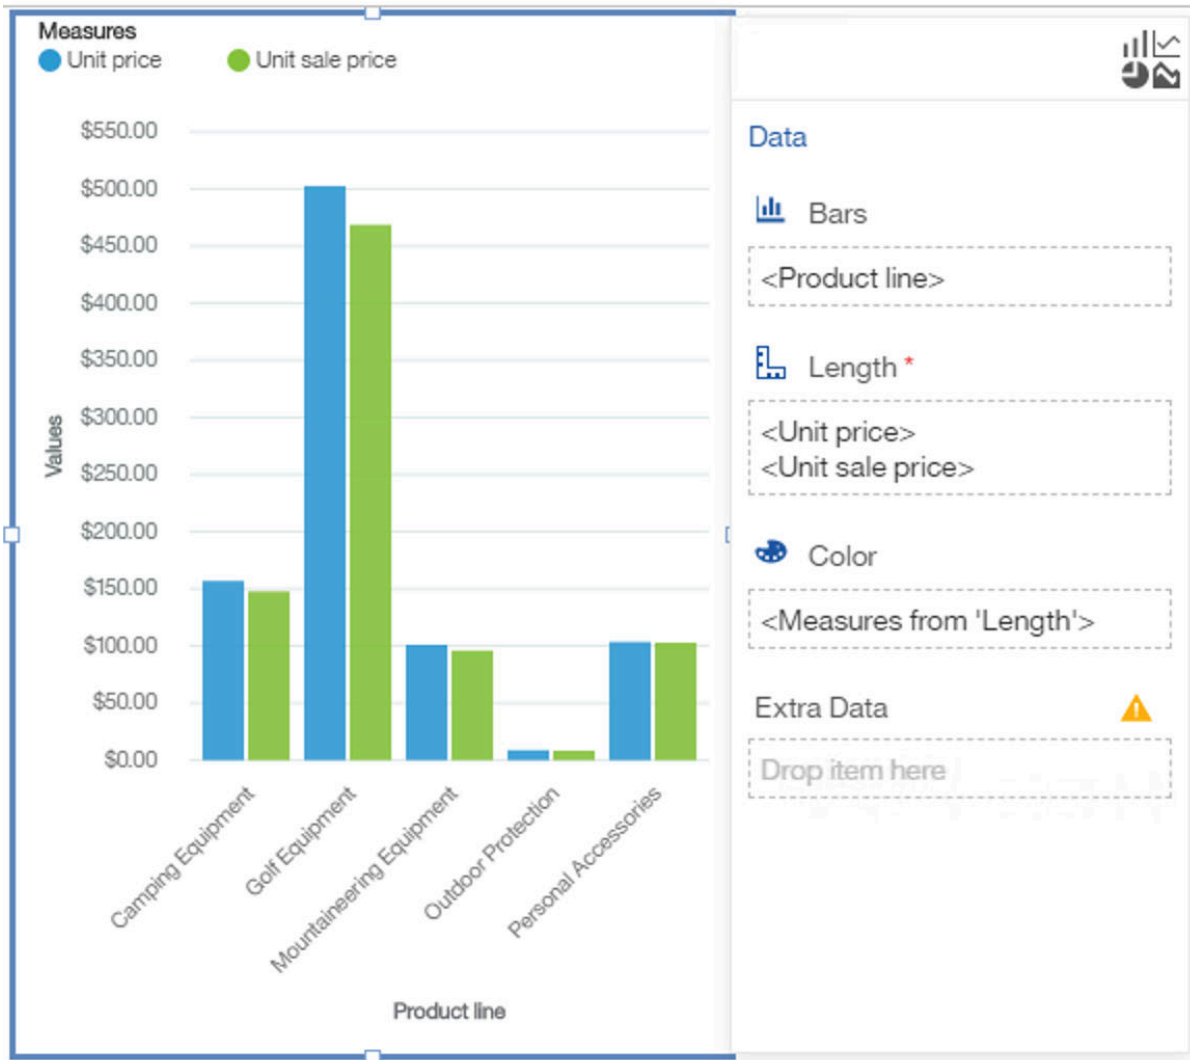 Measures
Unit price
Unit sale price
$550.00
$500.00
$450.00
$400.00
$350.00
$300.00
$250.00
$200.00
$150.00
$100.00
$50.00
$0.00
Values
Camping Equipment
Golf Equipment
Mountaineering Equipment
Outdoor Protection
Personal Accessories
Product line
Data
Bars
<Product line>
Length *
<Unit price>
<Unit sale price>
Color
<Measures from 'Length'>
Extra Data
Drop item here